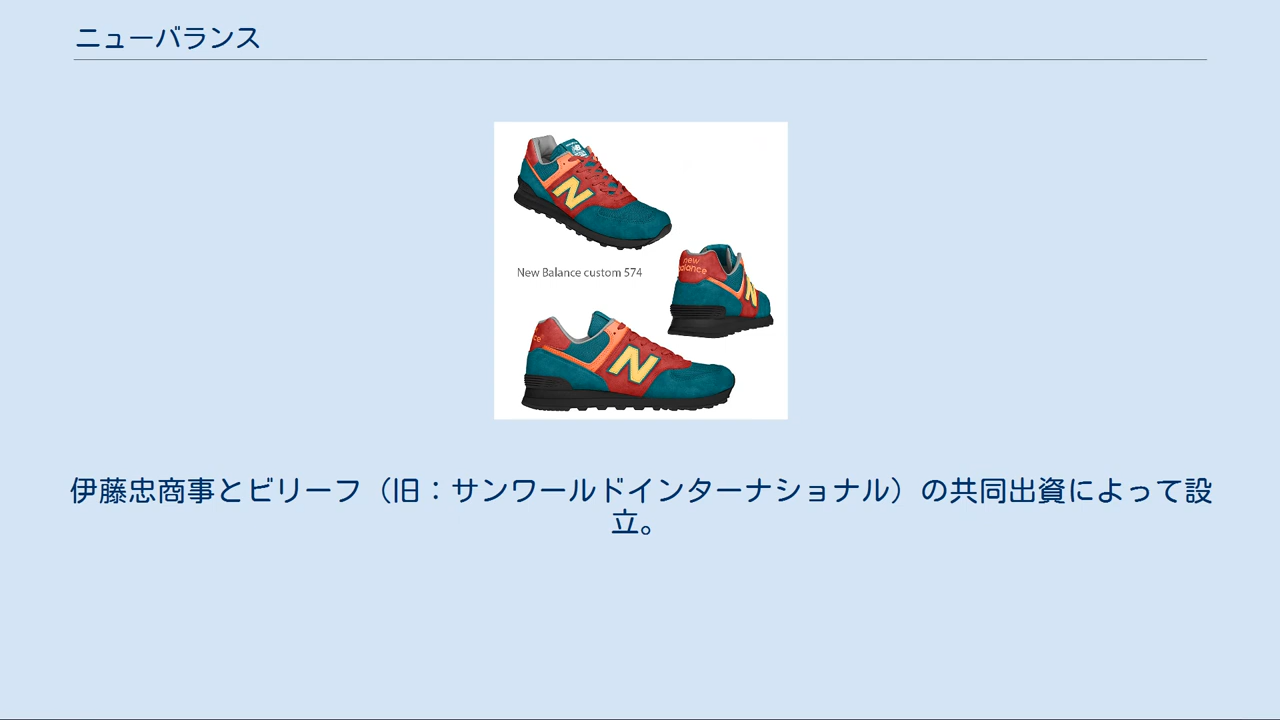 ニューバランス
New Balance custom 574
new
balance
伊藤忠商事とビリーフ（旧：サンワールドインターナショナル）の共同出資によって設
立。